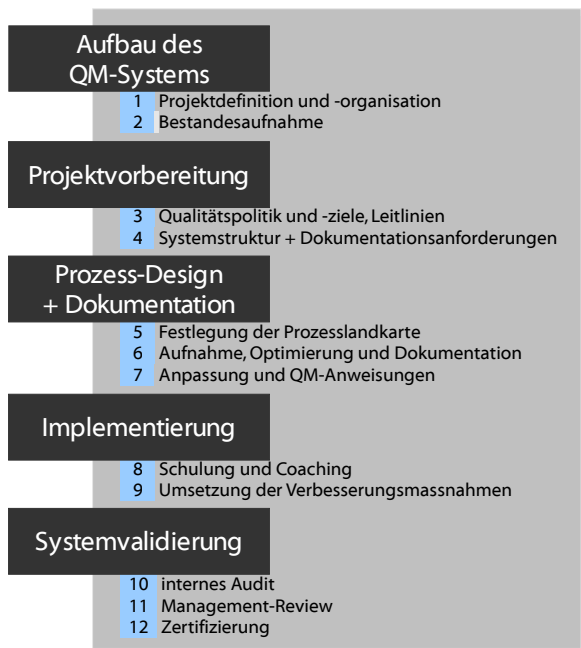 Aufbau des
QM-Systems
1 Projektdefinition und -organisation
2 Bestandesaufnahme
Projektvorbereitung
3 Qualitätspolitik und -ziele, Leitlinien
4 Systemstruktur + Dokumentationsanforderungen
Prozess-Design
+ Dokumentation
5 Festlegung der Prozesslandkarte
6 Aufnahme, Optimierung und Dokumentation
7 Anpassung und QM-Anweisungen
Implementierung
8 Schulung und Coaching
9 Umsetzung der Verbesserungsmassnahmen
Systemvalidierung
10 internes Audit
11 Management-Review
12 Zertifizierung